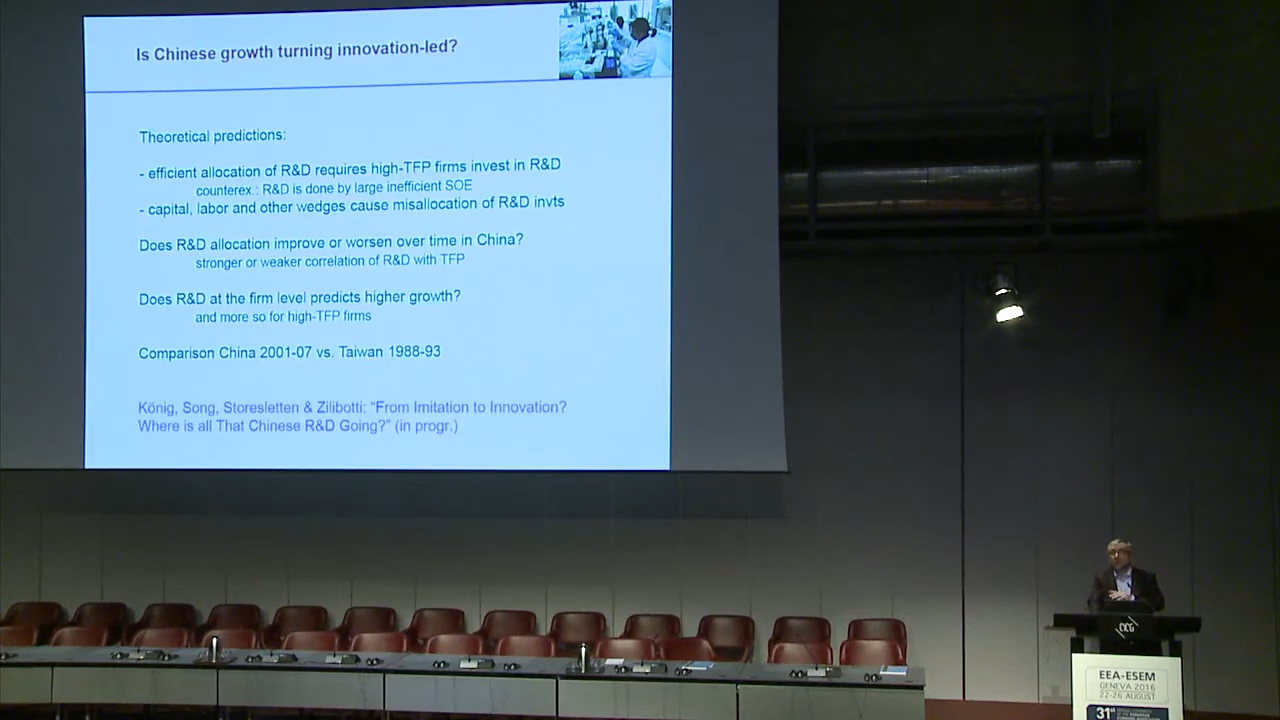 Is Chinese growth turning innovation-led?
Theoretical predictions:
- efficient allocation of R&D requires high-TFP firms invest in R&D
counterex.: R&D is done by large inefficient SOE
- capital, labor and other wedges cause misallocation of R&D invts
Does R&D allocation improve or worsen over time in China?
stronger or weaker correlation of R&D with TFP
Does R&D at the firm level predicts higher growth?
and more so for high-TFP firms
Comparison China 2001-07 vs. Taiwan 1988-93
König, Song, Storesletten & Zilibotti: “From Imitation to Innovation?
Where is all That Chinese R&D Going?” (in progr.)
CICG
EEA-ESEM
GENEVA 2016
22-26 AUGUST
31st